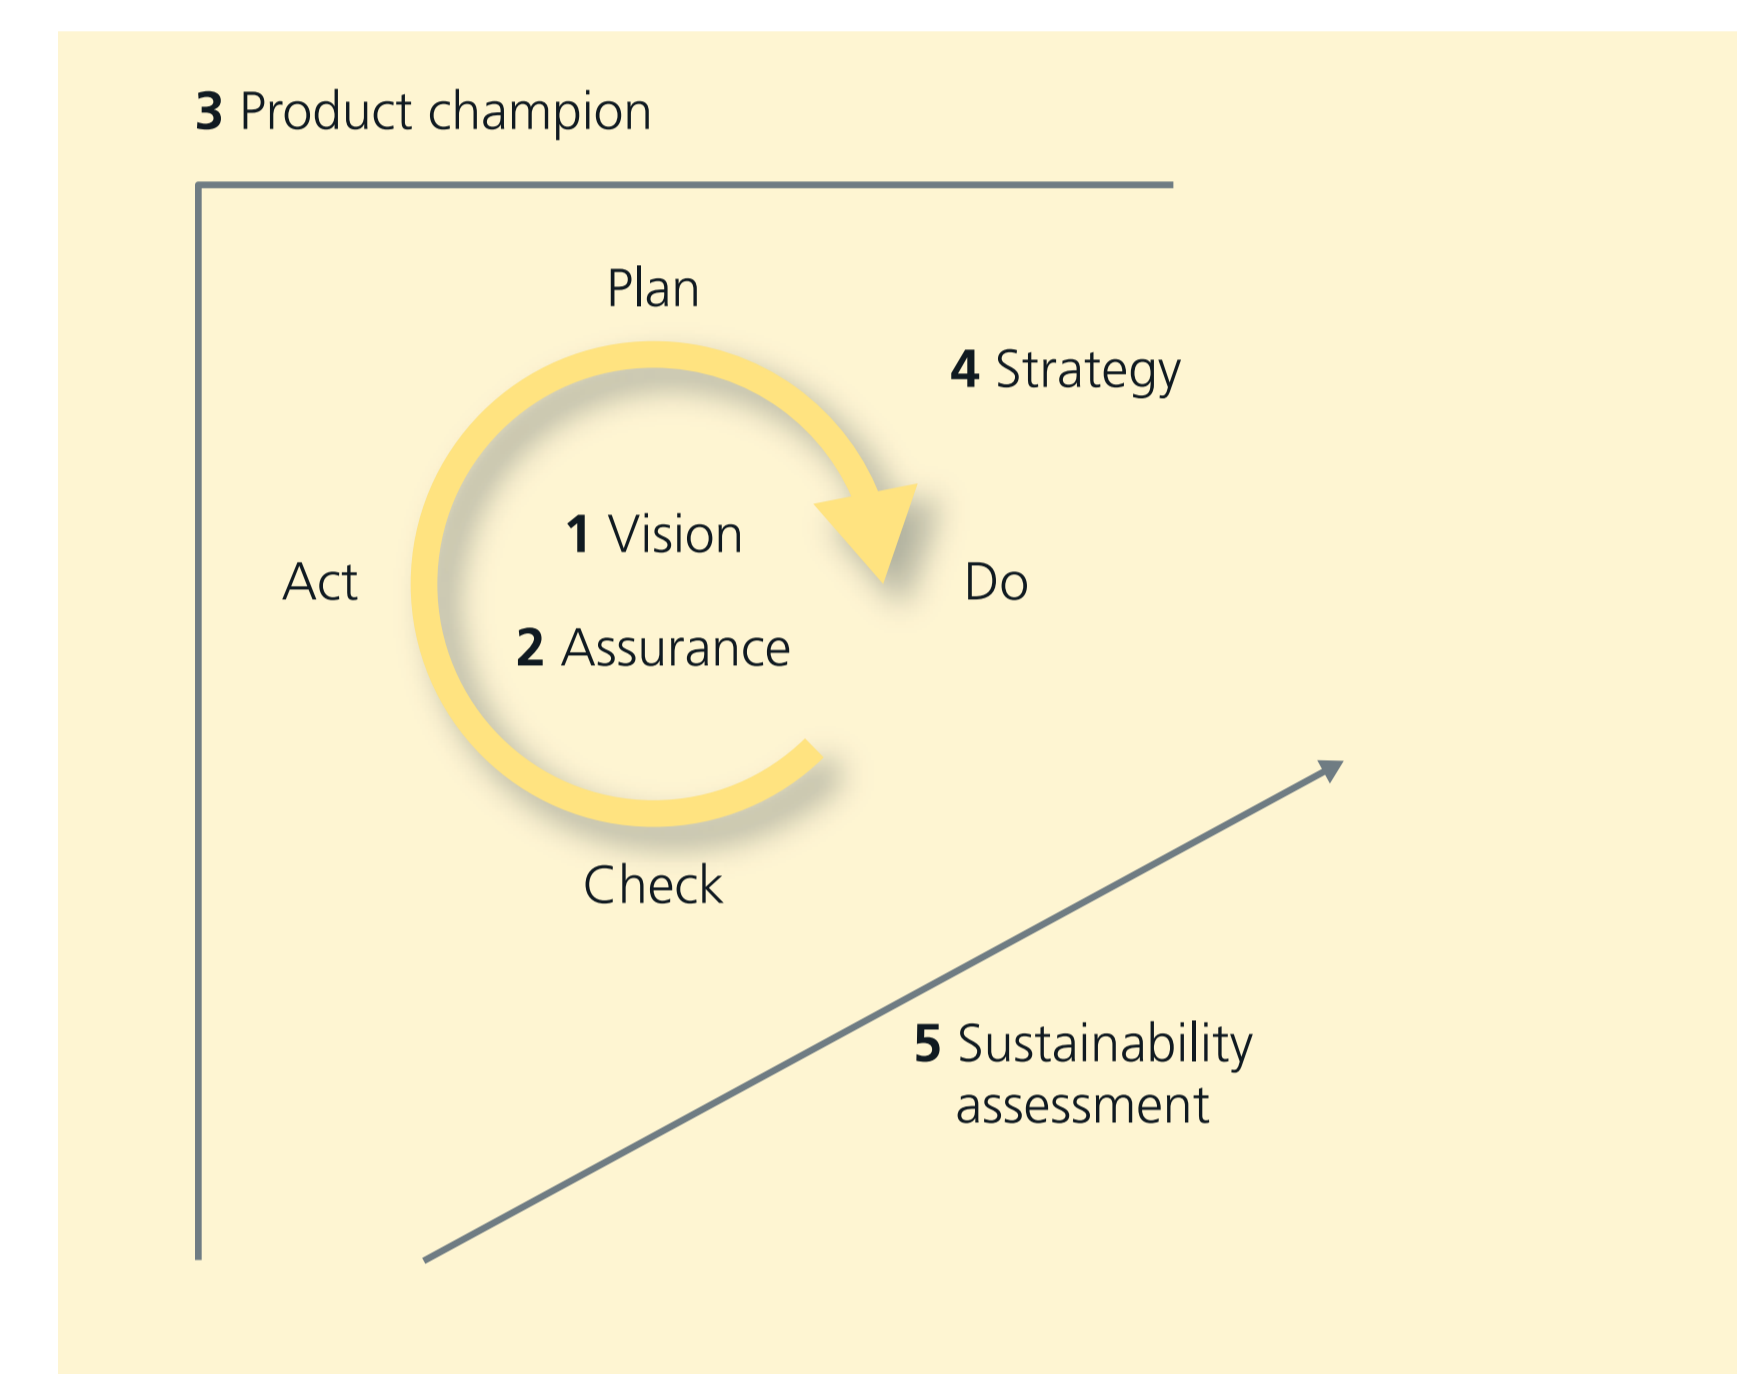 3 Product champion
Plan
4 Strategy
1 Vision
Act
Do
2 Assurance
Check
5 Sustainability
assessment